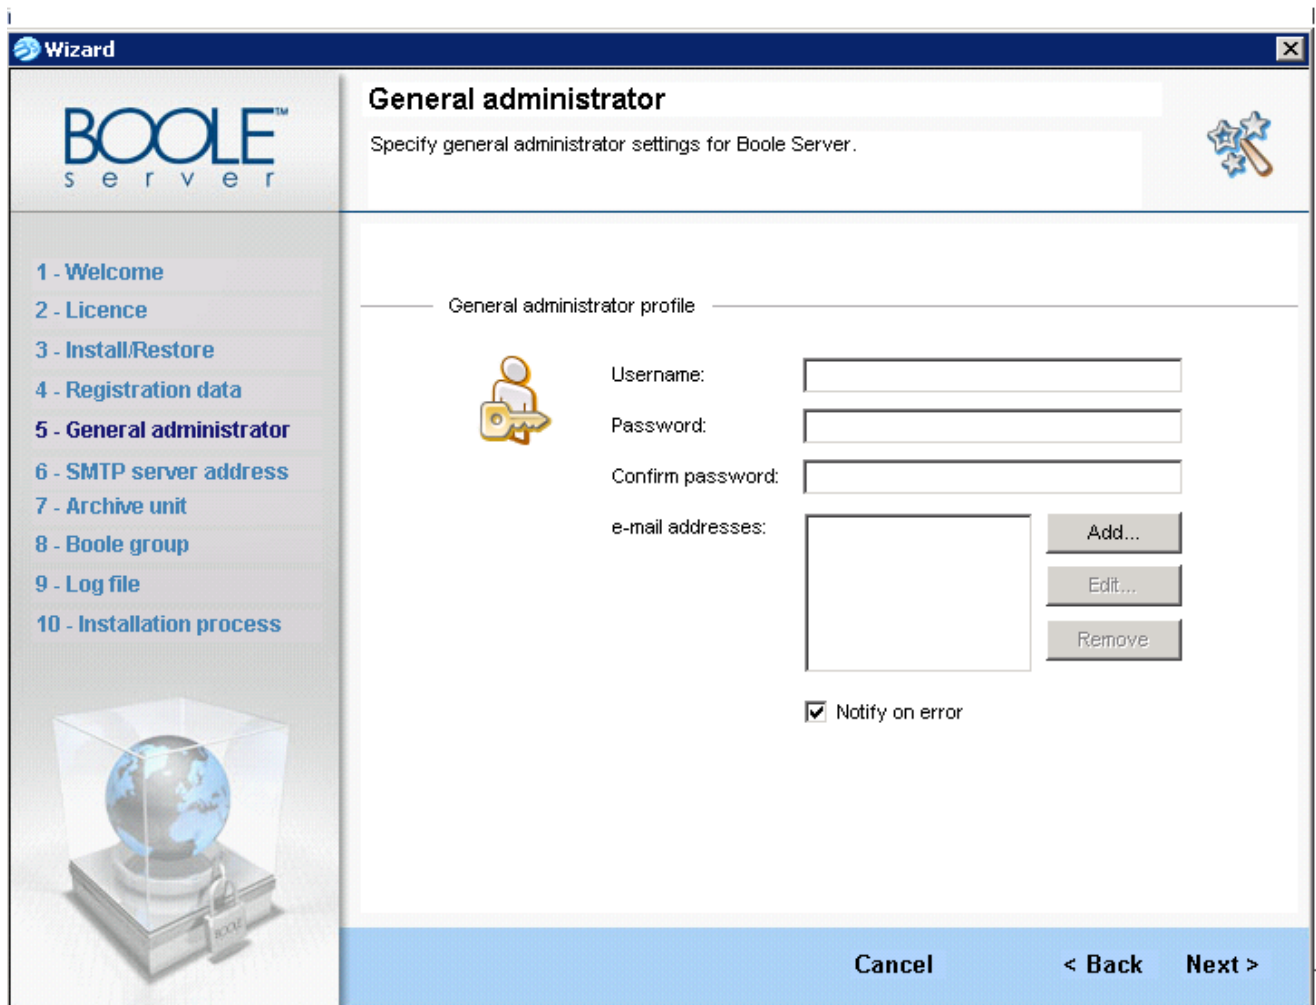 Wizard
BOOLE™
server
General administrator
Specify general administrator settings for Boole Server.
1 - Welcome
2 - Licence
3 - Install/Restore
4 - Registration data
5 - General administrator
6 - SMTP server address
7 - Archive unit
8 - Boole group
9 - Log file
10 - Installation process
General administrator profile
Username:
Password:
Confirm password:
e-mail addresses:
Add...
Edit...
Remove
Notify on error
BOOLE
Cancel
< Back
Next >